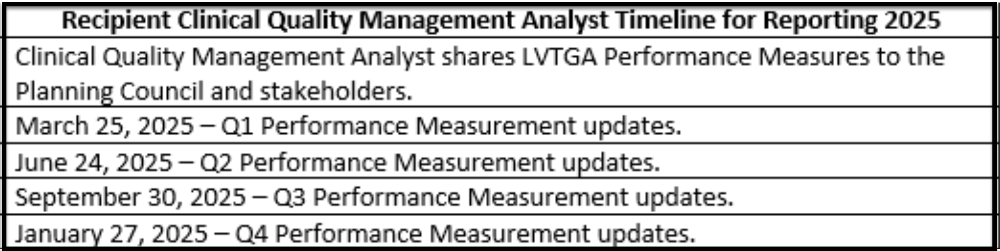 Recipient Clinical Quality Management Analyst Timeline for Reporting 2025
Clinical Quality Management Analyst shares LVTGA Performance Measures to the
Planning Council and stakeholders.
March 25, 2025 – Q1 Performance Measurement updates.
June 24, 2025 – Q2 Performance Measurement updates.
September 30, 2025 – Q3 Performance Measurement updates.
January 27, 2025 – Q4 Performance Measurement updates.